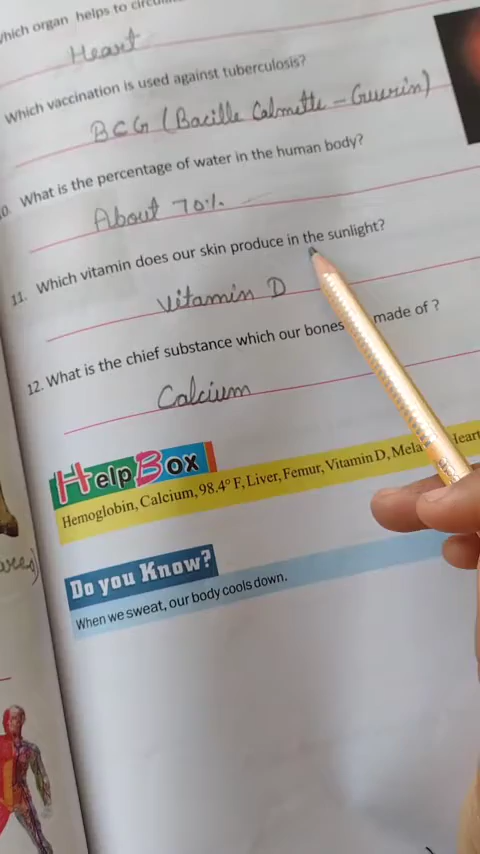 Which organ helps to
Heart
Which vaccination is used against tuberculosis?
BCG (Bacille Calmette - Guerin)
0. What is the percentage of water in the human body?
About 70%.
11. Which vitamin does our skin produce in the sunlight?
Vitamin D
12. What is the chief substance which our bones made of ?
Calcium
Help Box
Hemoglobin, Calcium, 98.4° F, Liver, Femur, Vitamin D, Heart
Do you Know?
When we sweat, our body cools down.